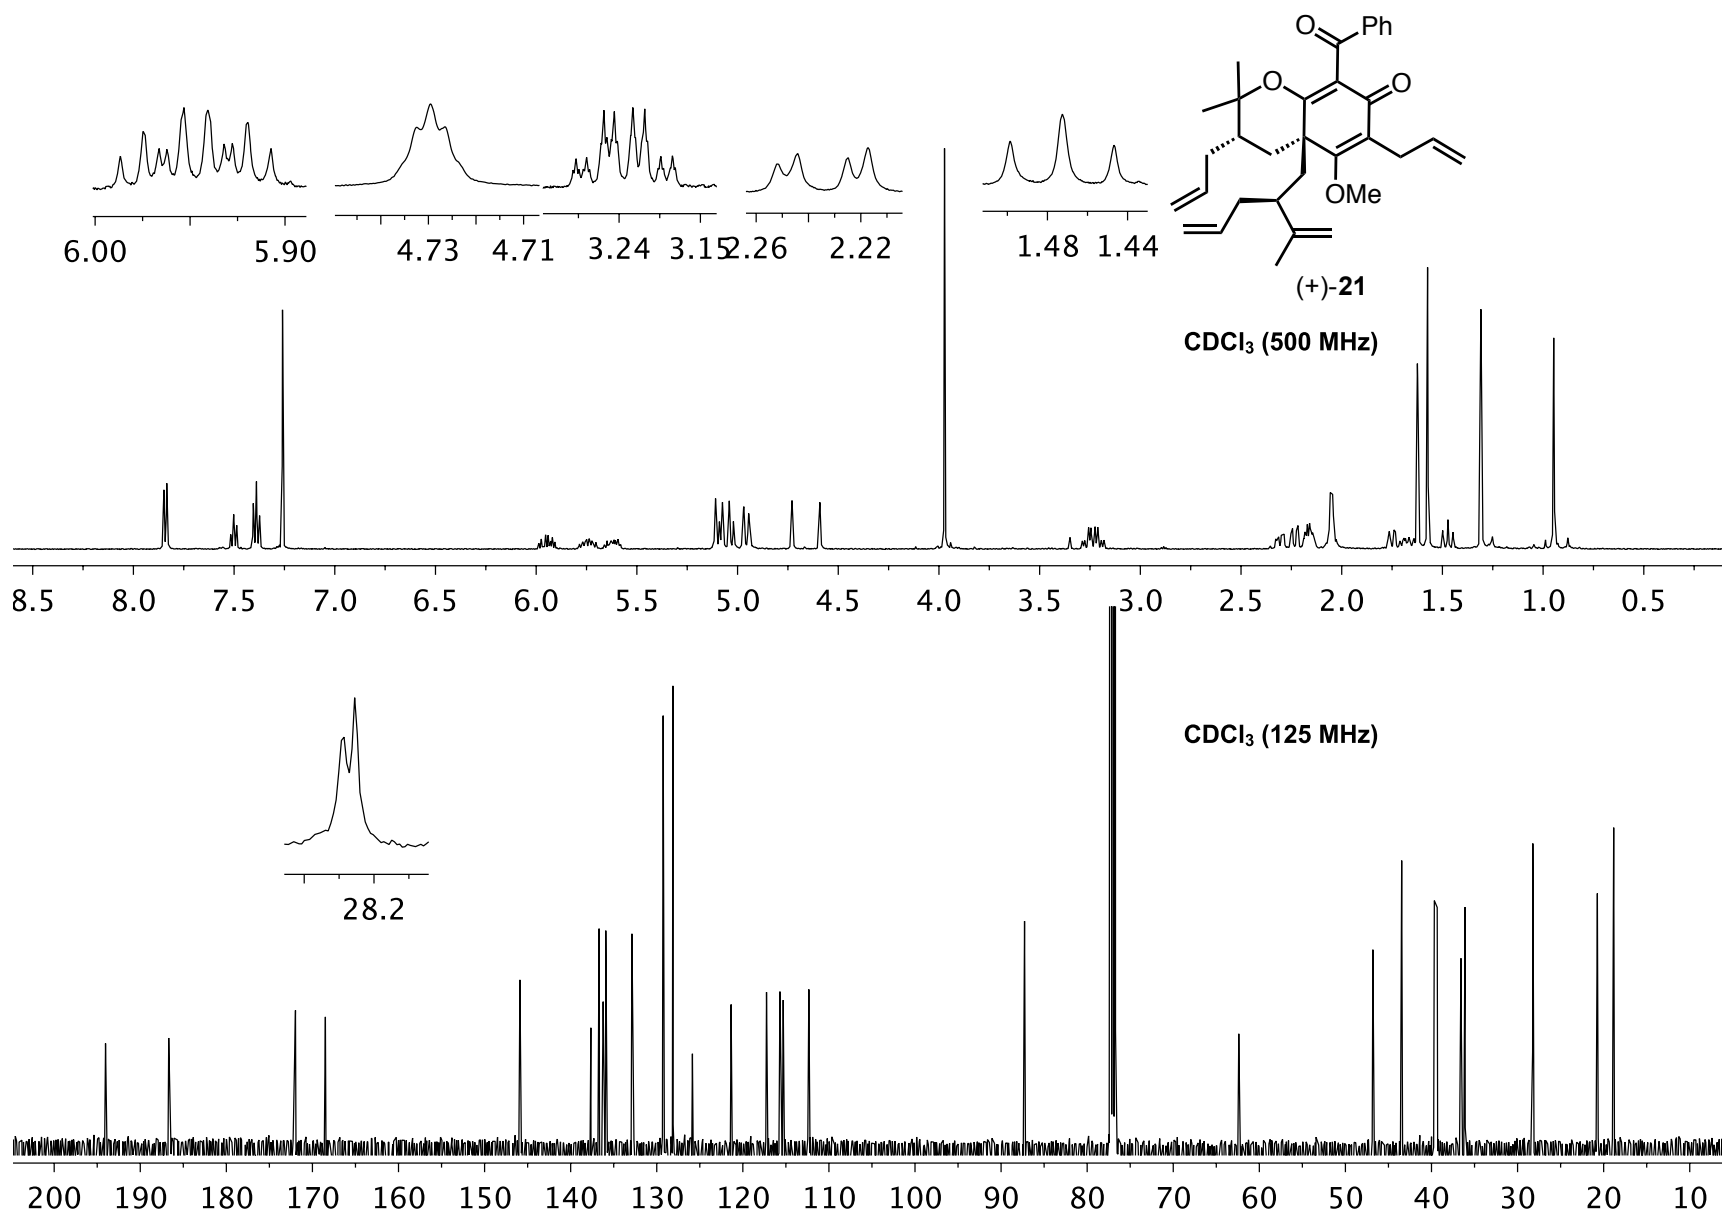 O Ph
O O
OMe
6.00 5.90 4.73 4.71 3.24 3.15 2.26 2.22 1.48 1.44
(+)-21
CDCl₃ (500 MHz)
8.5 8.0 7.5 7.0 6.5 6.0 5.5 5.0 4.5 4.0 3.5 3.0 2.5 2.0 1.5 1.0 0.5
CDCl₃ (125 MHz)
28.2
200 190 180 170 160 150 140 130 120 110 100 90 80 70 60 50 40 30 20 10